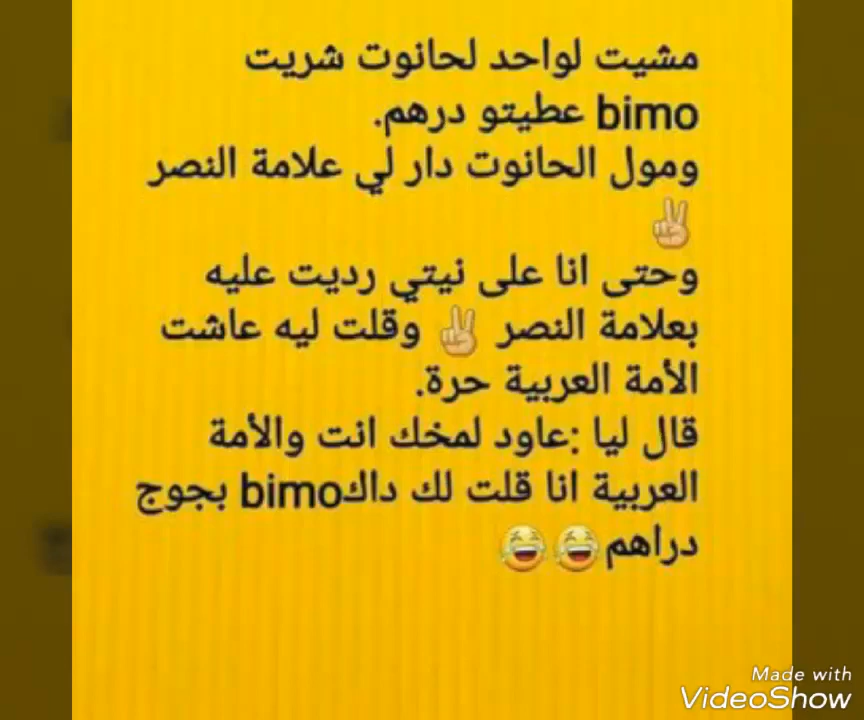 مشيت لواحد لحانوت شريت
bimo عطيتو درهم.
ومول الحانوت دار لي علامة النصر
✌
وحتى انا على نيتي رديت عليه
بعلامة النصر ✌ وقلت ليه عاشت
الأمة العربية حرة.
قال ليا :عاود لمخك انت والأمة
العربية انا قلت لك داكbimo بجوج
دراهم😂😂
Made with
VideoShow